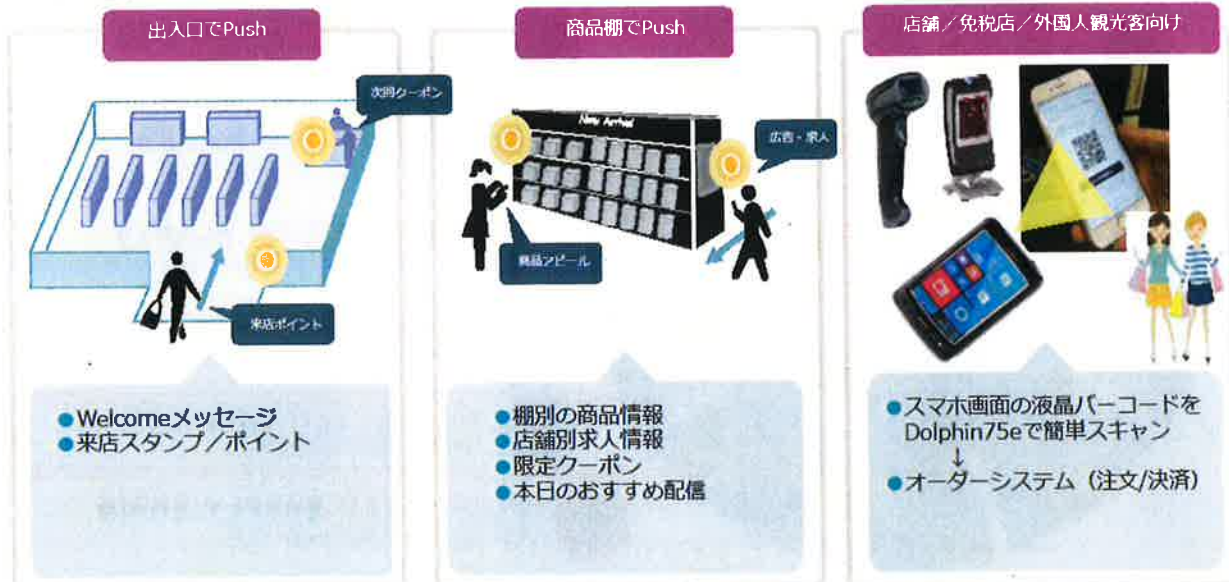 出入口でPush
次回クーポン
来店ポイント
●Welcomeメッセージ
●来店スタンプ／ポイント
商品棚でPush
New Arrival
広告・求人
商品アピール
●棚別の商品情報
●店舗別求人情報
●限定クーポン
●本日のおすすめ配信
店舗／免税店／外国人観光客向け
●スマホ画面の液晶バーコードを
Dolphin75eで簡単スキャン
↓
●オーダーシステム（注文/決済）